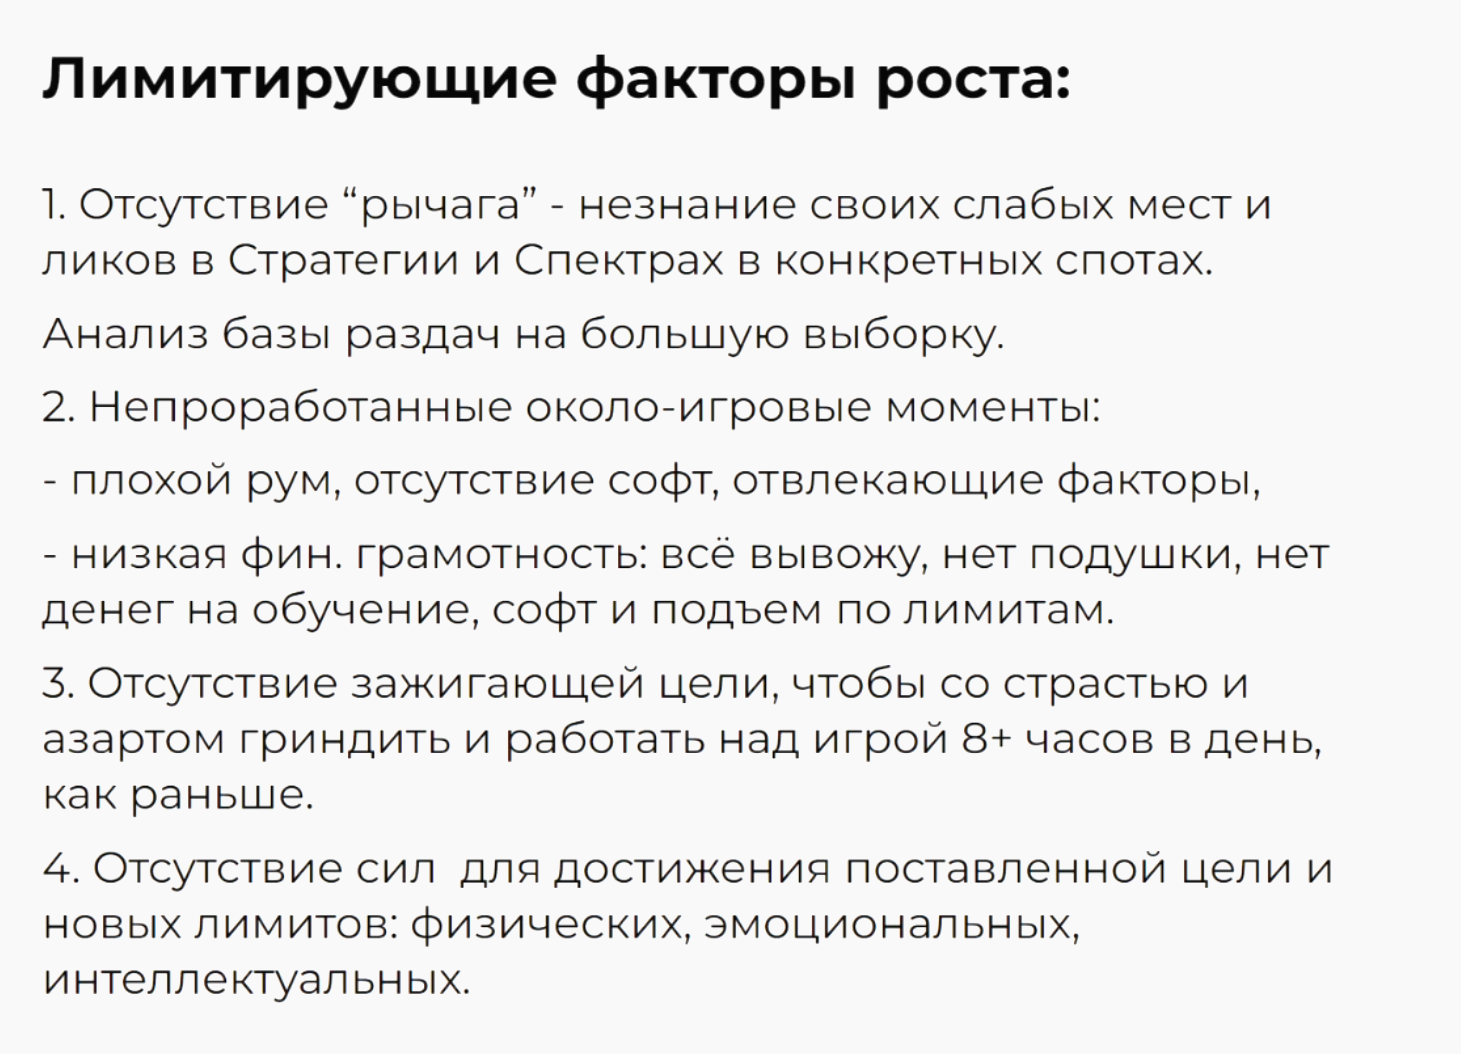 Лимитирующие факторы роста:
1. Отсутствие “рычага” - незнание своих слабых мест и
ликов в Стратегии и Спектрах в конкретных спотах.
Анализ базы раздач на большую выборку.
2. Непроработанные около-игровые моменты:
- плохой рум, отсутствие софт, отвлекающие факторы,
- низкая фин. грамотность: всё вывожу, нет подушки, нет
денег на обучение, софт и подъем по лимитам.
3. Отсутствие зажигающей цели, чтобы со страстью и
азартом гриндить и работать над игрой 8+ часов в день,
как раньше.
4. Отсутствие сил  для достижения поставленной цели и
новых лимитов: физических, эмоциональных,
интеллектуальных.